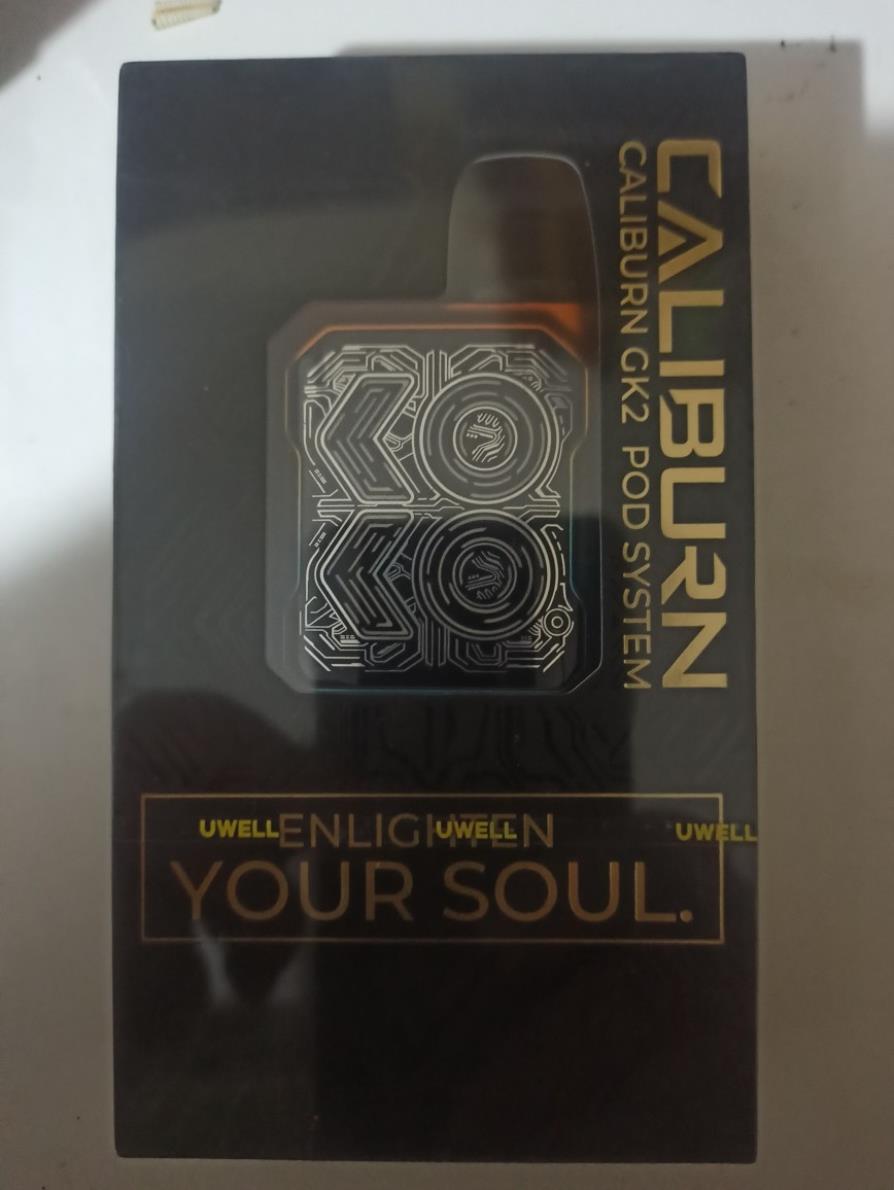 CALIBURN
CALIBURN GK2 POD SYSTEM
UWELL UWELL UWELL
ENLIGHTEN
YOUR SOUL.